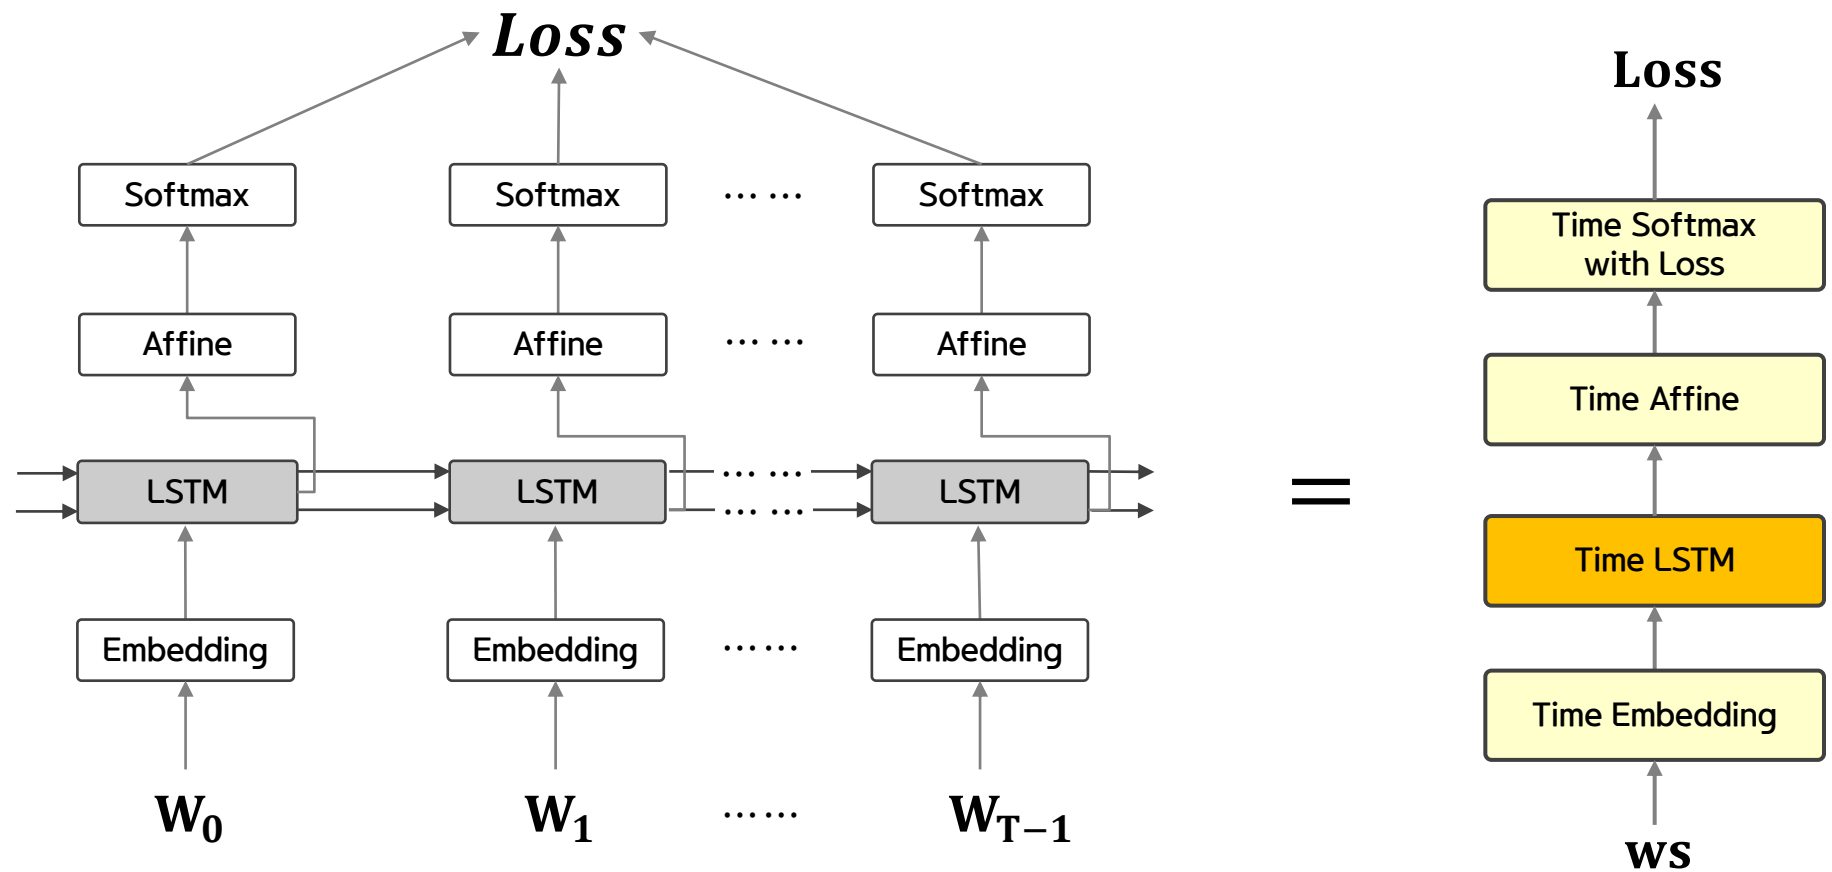 Loss
Softmax Softmax ⋯⋯ Softmax
Affine Affine ⋯⋯ Affine
LSTM LSTM ⋯⋯ LSTM
⋯⋯
Embedding Embedding ⋯⋯ Embedding
W₀ W₁ ⋯⋯ W_{T−1}
=
Loss
Time Softmax
with Loss
Time Affine
Time LSTM
Time Embedding
ws